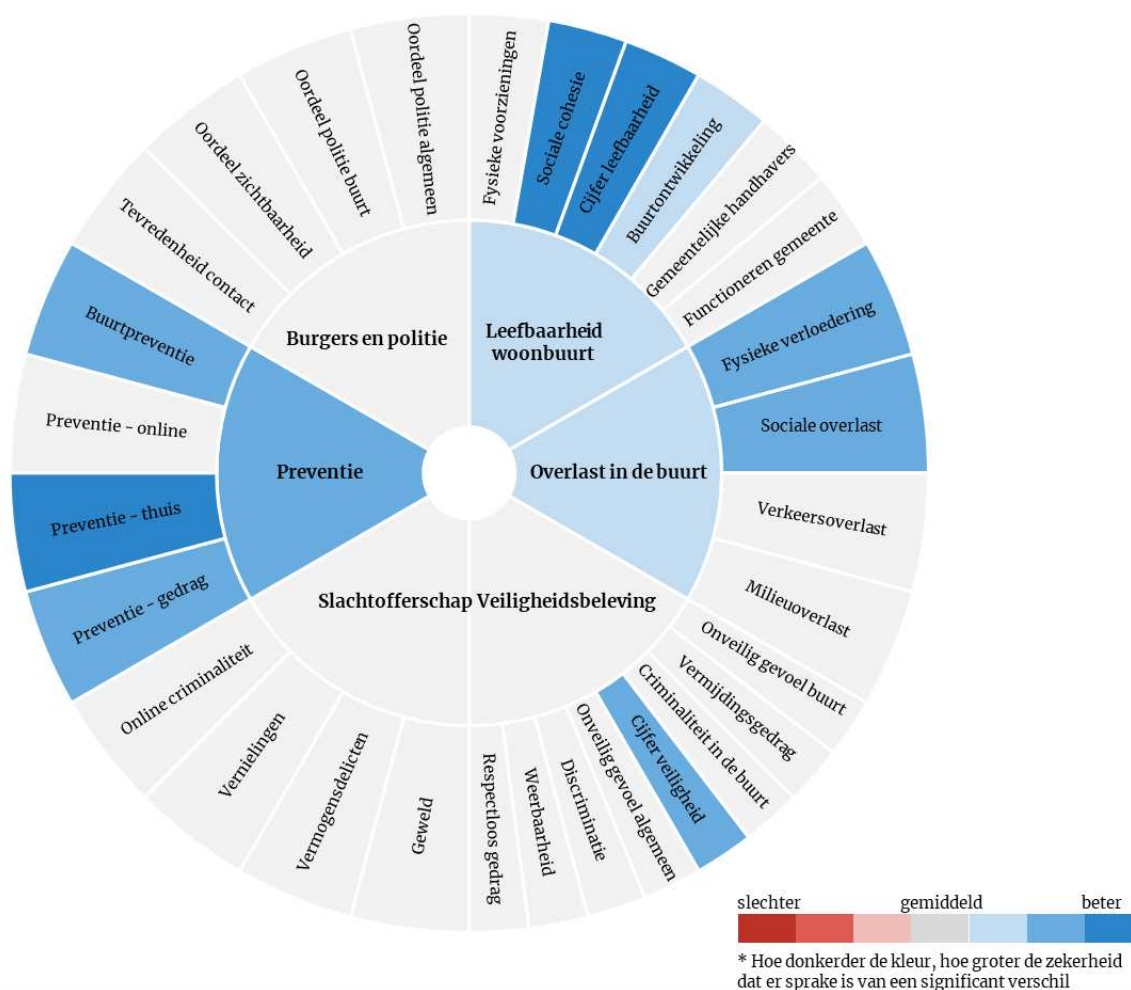 Fysieke voorzieningen
Sociale cohesie
Cijfer leefbaarheid
Buurtontwikkeling
Gemeentelijke handhavers
Functioneren gemeente
Fysieke verloedering
Sociale overlast
Verkeersoverlast
Milieuoverlast
Onveilig gevoel buurt
Vermijdingsgedrag
Criminaliteit in de buurt
Cijfer veiligheid
Onveilig gevoel algemeen
Discriminatie
Weerbaarheid
Respectloos gedrag
Geweld
Vermogensdelicten
Vernielingen
Online criminaliteit
Preventie - gedrag
Preventie - thuis
Preventie - online
Buurtpreventie
Tevredenheid contact
Oordeel zichtbaarheid
Oordeel politie buurt
Oordeel politie algemeen
Burgers en politie
Leefbaarheid
woonbuurt
Preventie
Overlast in de buurt
Slachtofferschap
Veiligheidsbeleving
slechter
gemiddeld
beter
* Hoe donkerder de kleur, hoe groter de zekerheid
dat er sprake is van een significant verschil